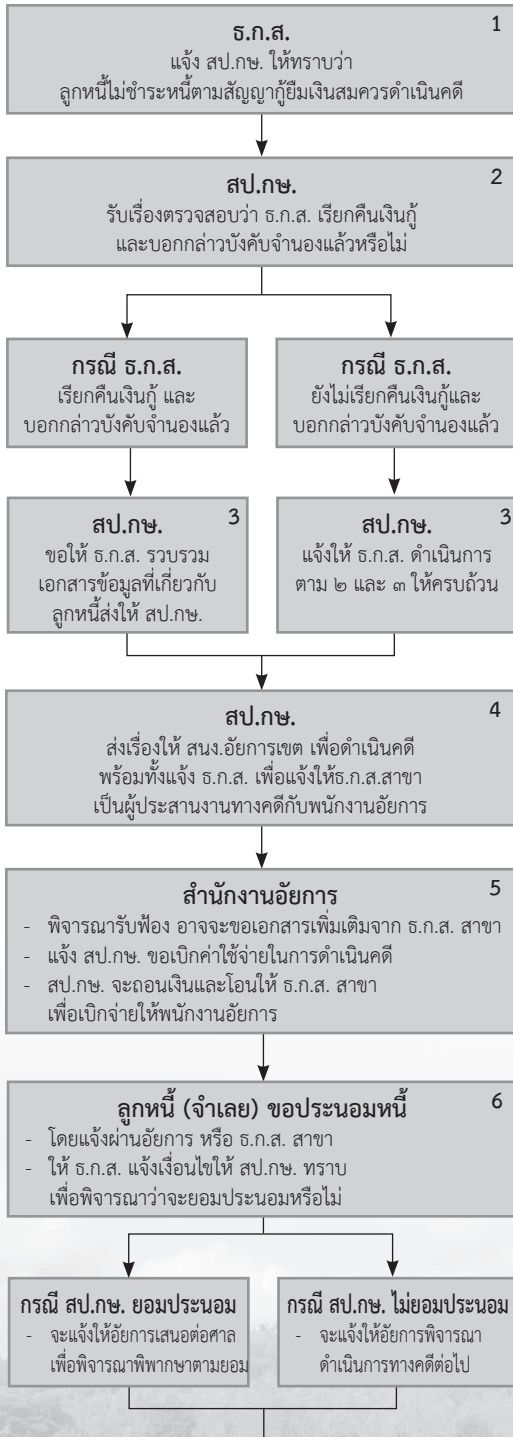 1
ธ.ก.ส.
แจ้ง สป.กษ. ให้ทราบว่า
ลูกหนี้ไม่ชำระหนี้ตามสัญญากู้ยืมเงินสมควรดำเนินคดี
2
สป.กษ.
รับเรื่องตรวจสอบว่า ธ.ก.ส. เรียกคืนเงินกู้
และบอกกล่าวบังคับจำนองแล้วหรือไม่
กรณี ธ.ก.ส.
เรียกคืนเงินกู้ และ
บอกกล่าวบังคับจำนองแล้ว
กรณี ธ.ก.ส.
ยังไม่เรียกคืนเงินกู้และ
บอกกล่าวบังคับจำนองแล้ว
3
สป.กษ.
ขอให้ ธ.ก.ส. รวบรวม
เอกสารข้อมูลที่เกี่ยวกับ
ลูกหนี้ส่งให้ สป.กษ.
3
สป.กษ.
แจ้งให้ ธ.ก.ส. ดำเนินการ
ตาม ๒ และ ๓ ให้ครบถ้วน
4
สป.กษ.
ส่งเรื่องให้ สนง.อัยการเขต เพื่อดำเนินคดี
พร้อมทั้งแจ้ง ธ.ก.ส. เพื่อแจ้งให้ธ.ก.ส.สาขา
เป็นผู้ประสานงานทางคดีกับพนักงานอัยการ
5
สำนักงานอัยการ
- พิจารณารับฟ้อง อาจจะขอเอกสารเพิ่มเติมจาก ธ.ก.ส. สาขา
- แจ้ง สป.กษ. ขอเบิกค่าใช้จ่ายในการดำเนินคดี
- สป.กษ. จะถอนเงินและโอนให้ ธ.ก.ส. สาขา
เพื่อเบิกจ่ายให้พนักงานอัยการ
6
ลูกหนี้ (จำเลย) ขอประนอมหนี้
- โดยแจ้งผ่านอัยการ หรือ ธ.ก.ส. สาขา
- ให้ ธ.ก.ส. แจ้งเงื่อนไขให้ สป.กษ. ทราบ
เพื่อพิจารณาว่าจะยอมประนอมหรือไม่
กรณี สป.กษ. ยอมประนอม
- จะแจ้งให้อัยการเสนอต่อศาล
เพื่อพิจารณาพิพากษาตามยอม
กรณี สป.กษ. ไม่ยอมประนอม
- จะแจ้งให้อัยการพิจารณา
ดำเนินการทางคดีต่อไป